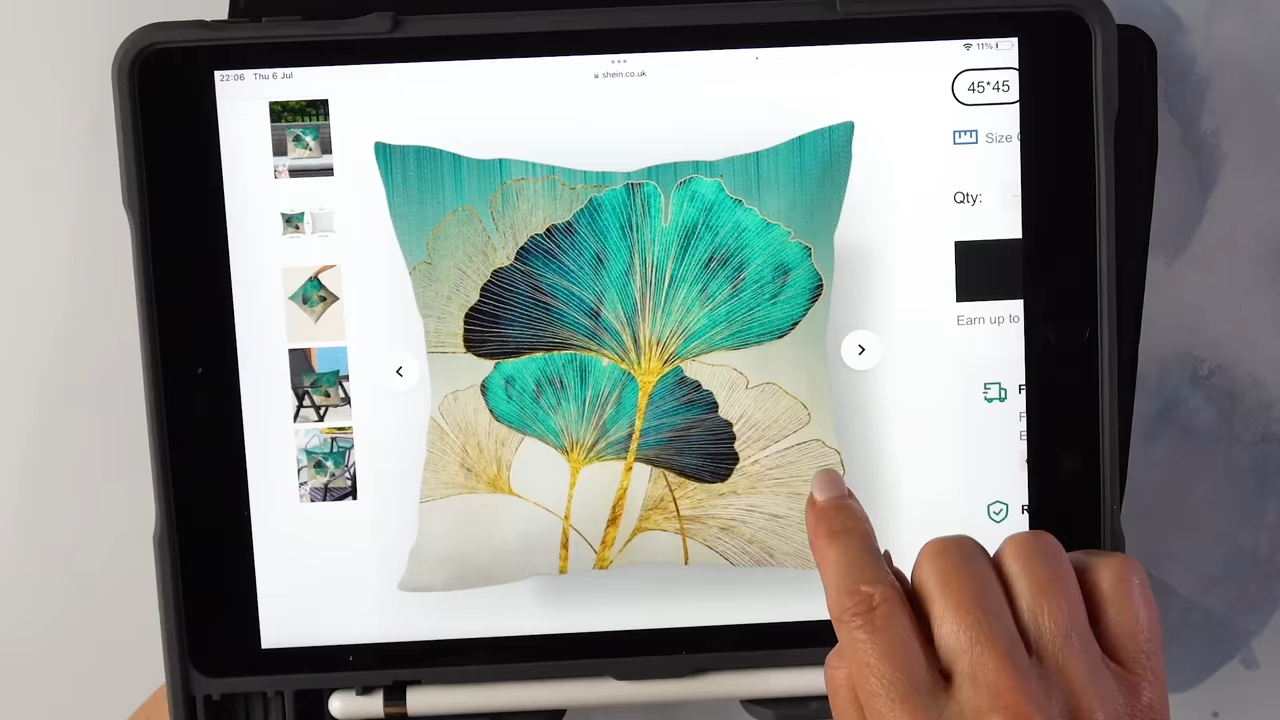 22:06 Thu 6 Jul
shein.co.uk
11%
45*45
Size
Qty:
Earn up to
F
F
E
R